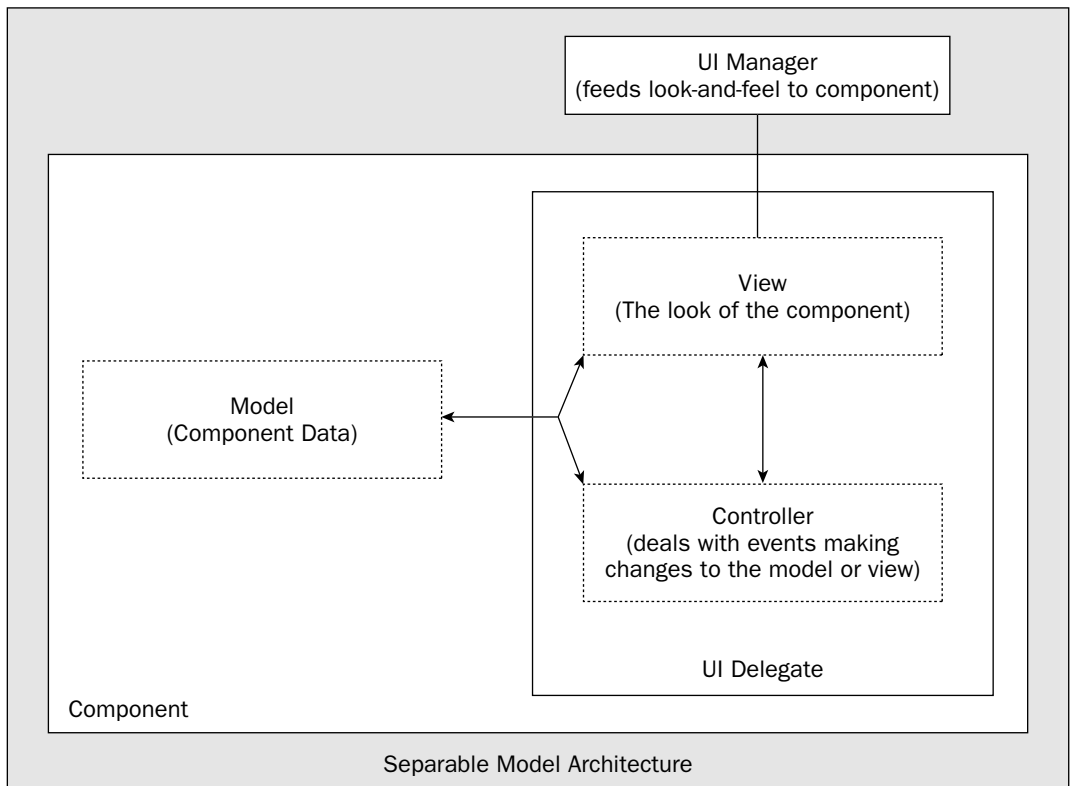 UI Manager
(feeds look-and-feel to component)
View
(The look of the component)
Model
(Component Data)
Controller
(deals with events making
changes to the model or view)
UI Delegate
Component
Separable Model Architecture